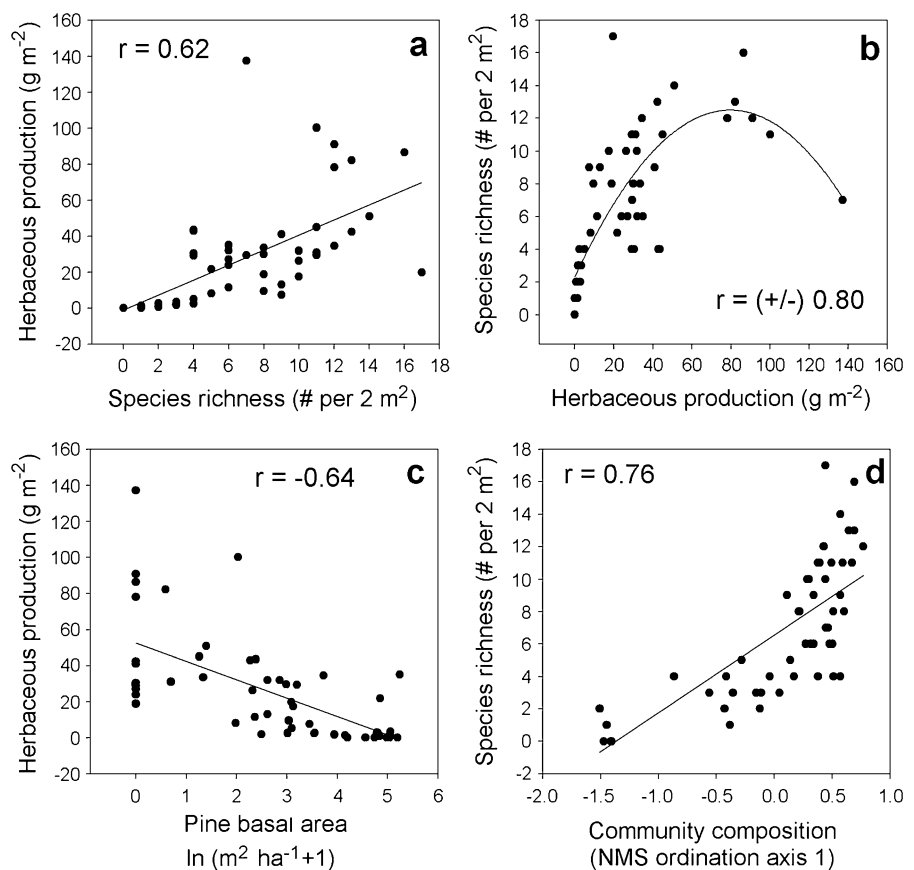 a
r = 0.62
160
140
120
100
80
60
40
20
0
-20
0 2 4 6 8 10 12 14 16 18
Herbaceous production (g m⁻²)
Species richness (# per 2 m²)
b
r = (+/-) 0.80
18
16
14
12
10
8
6
4
2
0
0 20 40 60 80 100 120 140 160
Species richness (# per 2 m²)
Herbaceous production (g m⁻²)
c
r = -0.64
160
140
120
100
80
60
40
20
0
-20
0 1 2 3 4 5 6
Herbaceous production (g m⁻²)
Pine basal area
ln (m² ha⁻¹+1)
d
r = 0.76
18
16
14
12
10
8
6
4
2
0
-2
-2.0 -1.5 -1.0 -0.5 0.0 0.5 1.0
Species richness (# per 2 m²)
Community composition
(NMS ordination axis 1)